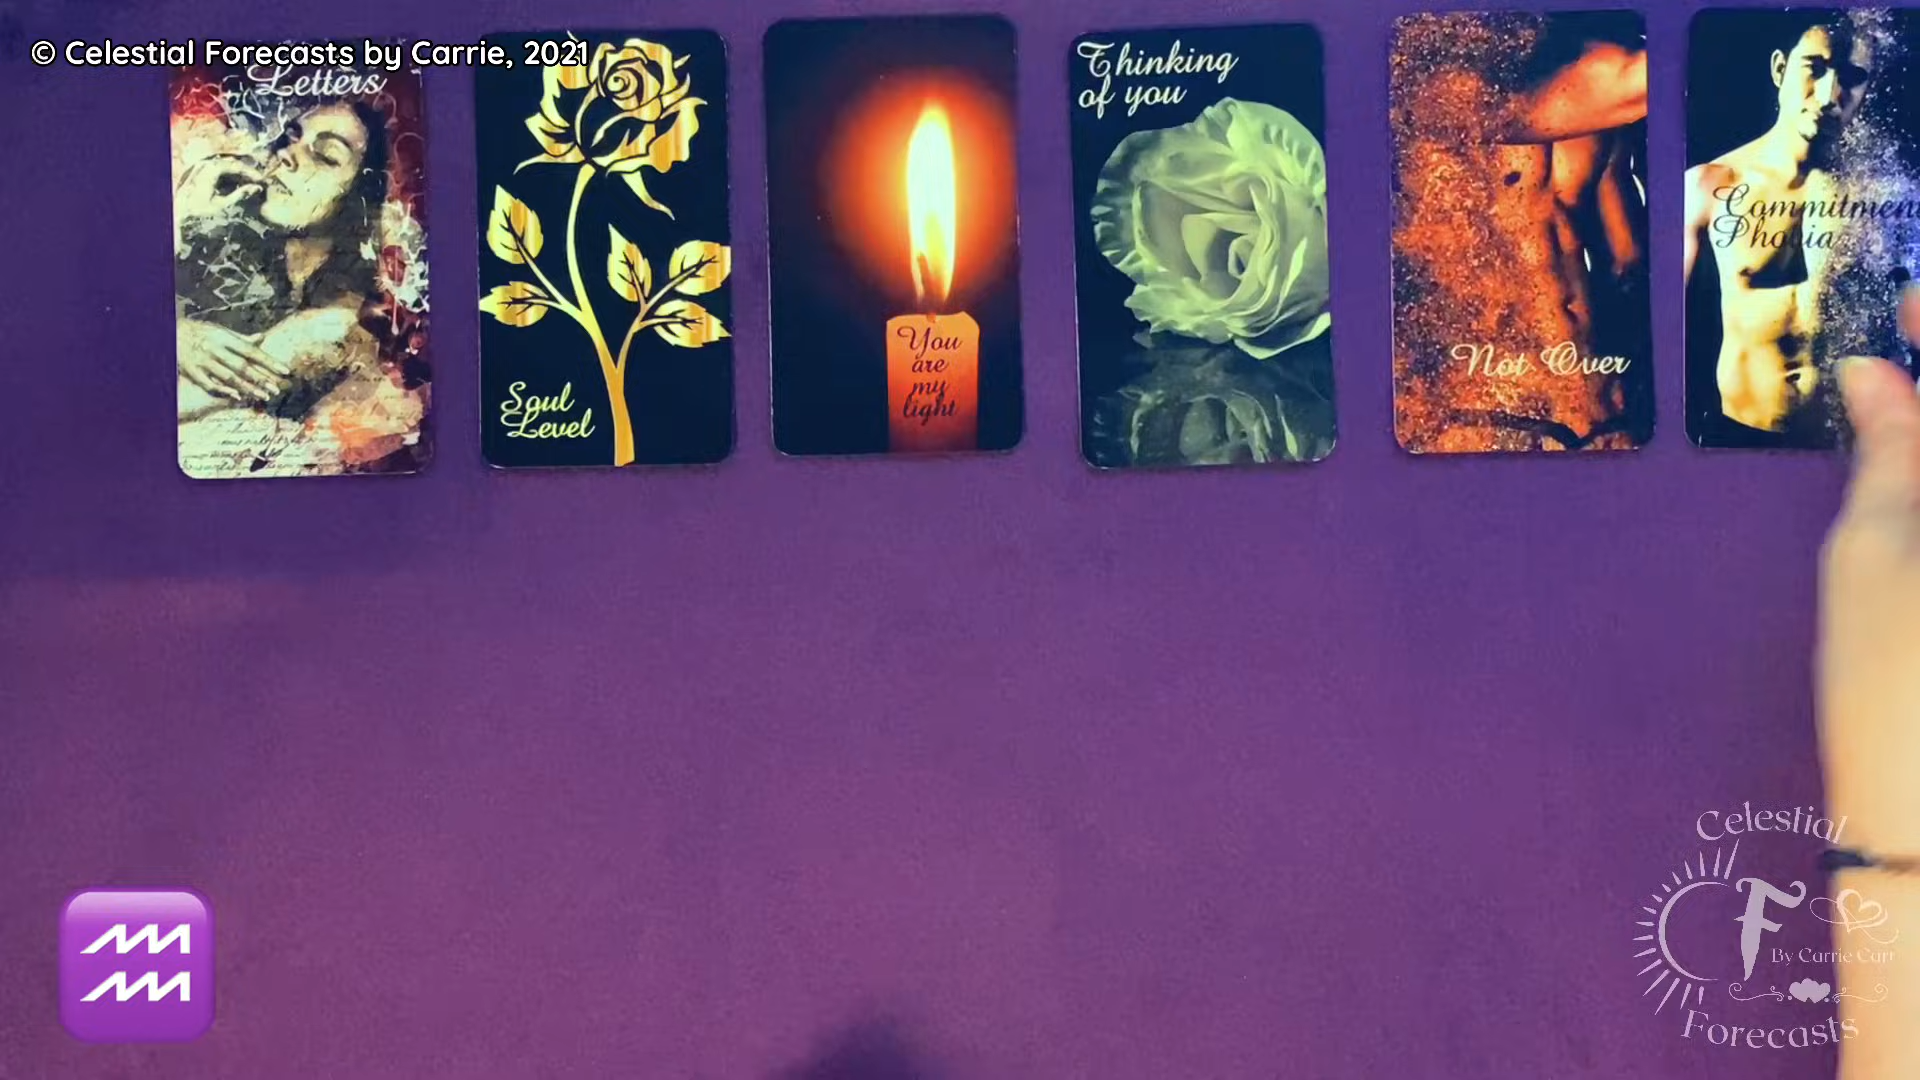 © Celestial Forecasts by Carrie, 2021
Letters
Soul
Level
You
are
my
light
Thinking
of you
Not Over
Commitment
Phobia
Celestial
F
By Carrie Carr
Forecasts